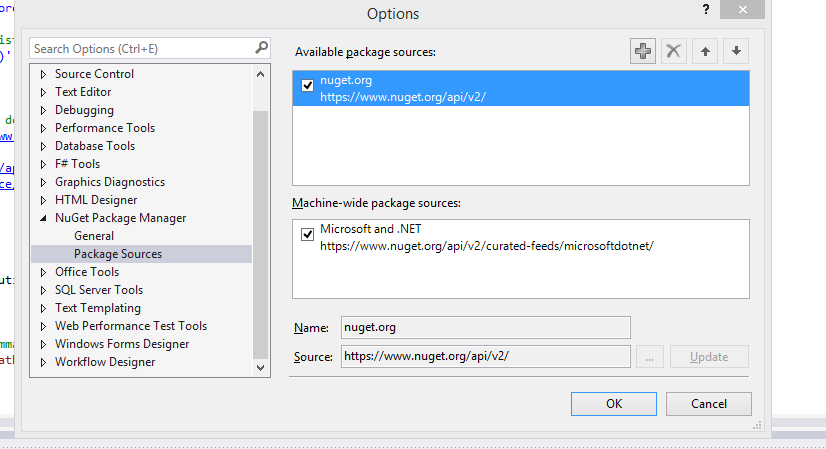 Options
?
Search Options (Ctrl+E)
Source Control
Text Editor
Debugging
Performance Tools
Database Tools
F# Tools
Graphics Diagnostics
HTML Designer
NuGet Package Manager
General
Package Sources
Office Tools
SQL Server Tools
Text Templating
Web Performance Test Tools
Windows Forms Designer
Workflow Designer
Available package sources:
nuget.org
https://www.nuget.org/api/v2/
Machine-wide package sources:
Microsoft and .NET
https://www.nuget.org/api/v2/curated-feeds/microsoftdotnet/
Name: nuget.org
Source: https://www.nuget.org/api/v2/ ... Update
OK Cancel